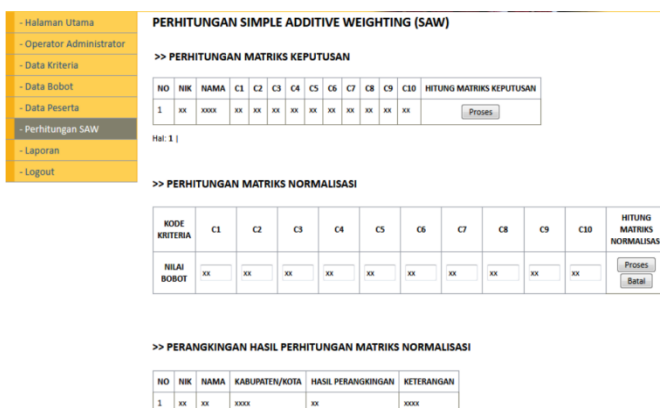 - Halaman Utama
- Operator Administrator
- Data Kriteria
- Data Bobot
- Data Peserta
- Perhitungan SAW
- Laporan
- Logout
PERHITUNGAN SIMPLE ADDITIVE WEIGHTING (SAW)
>> PERHITUNGAN MATRIKS KEPUTUSAN
NO NIK NAMA C1 C2 C3 C4 C5 C6 C7 C8 C9 C10 HITUNG MATRIKS KEPUTUSAN
1 xx xxxx xx xx xx xx xx xx xx xx xx xx Proses
Hal: 1 |
>> PERHITUNGAN MATRIKS NORMALISASI
KODE KRITERIA C1 C2 C3 C4 C5 C6 C7 C8 C9 C10 HITUNG MATRIKS NORMALISAS
NILAI BOBOT xx xx xx xx xx xx xx xx xx xx Proses
Batal
>> PERANGKINGAN HASIL PERHITUNGAN MATRIKS NORMALISASI
NO NIK NAMA KABUPATEN/KOTA HASIL PERANGKINGAN KETERANGAN
1 xx xx xxxx xx xxxx